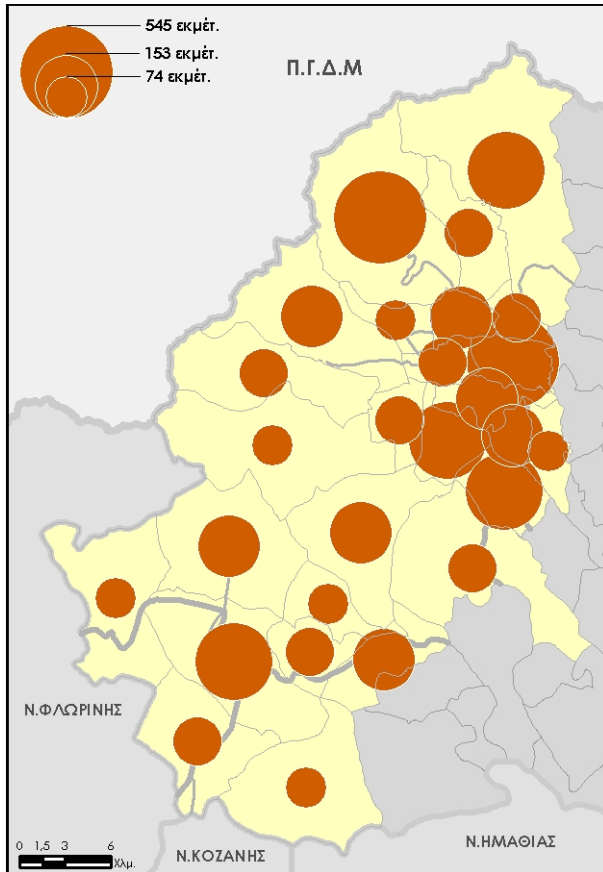 545 εκμέτ.
153 εκμέτ.
74 εκμέτ.
Π.Γ.Δ.Μ
Ν.ΦΛΩΡΙΝΗΣ
Ν.ΚΟΖΑΝΗΣ
Ν.ΗΜΑΘΙΑΣ
0 1,5 3 6
Χλμ.